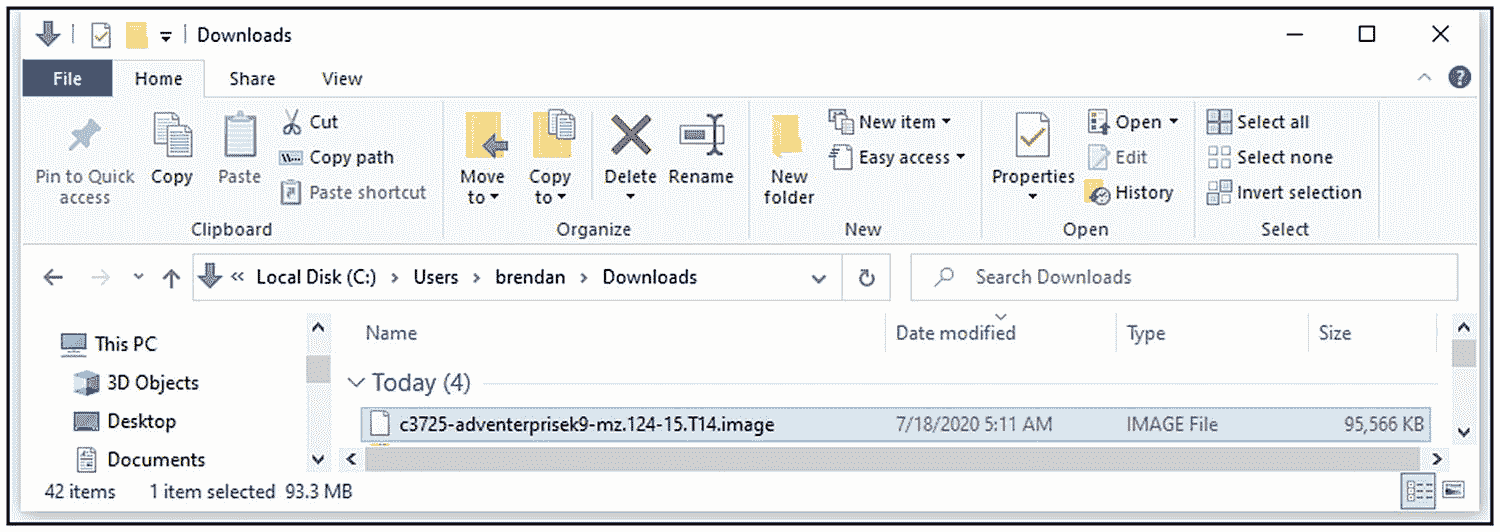 Downloads
File Home Share View
Pin to Quick access
Copy
Paste
Cut
Copy path
Paste shortcut
Clipboard
Move to
Copy to
Delete
Rename
Organize
New folder
New item
Easy access
New
Properties
Open
Edit
History
Open
Select all
Select none
Invert selection
Select
« Local Disk (C:) > Users > brendan > Downloads
Search Downloads
This PC
3D Objects
Desktop
Documents
Name Date modified Type Size
Today (4)
c3725-adventerprisek9-mz.124-15.T14.image 7/18/2020 5:11 AM IMAGE File 95,566 KB
42 items 1 item selected 93.3 MB